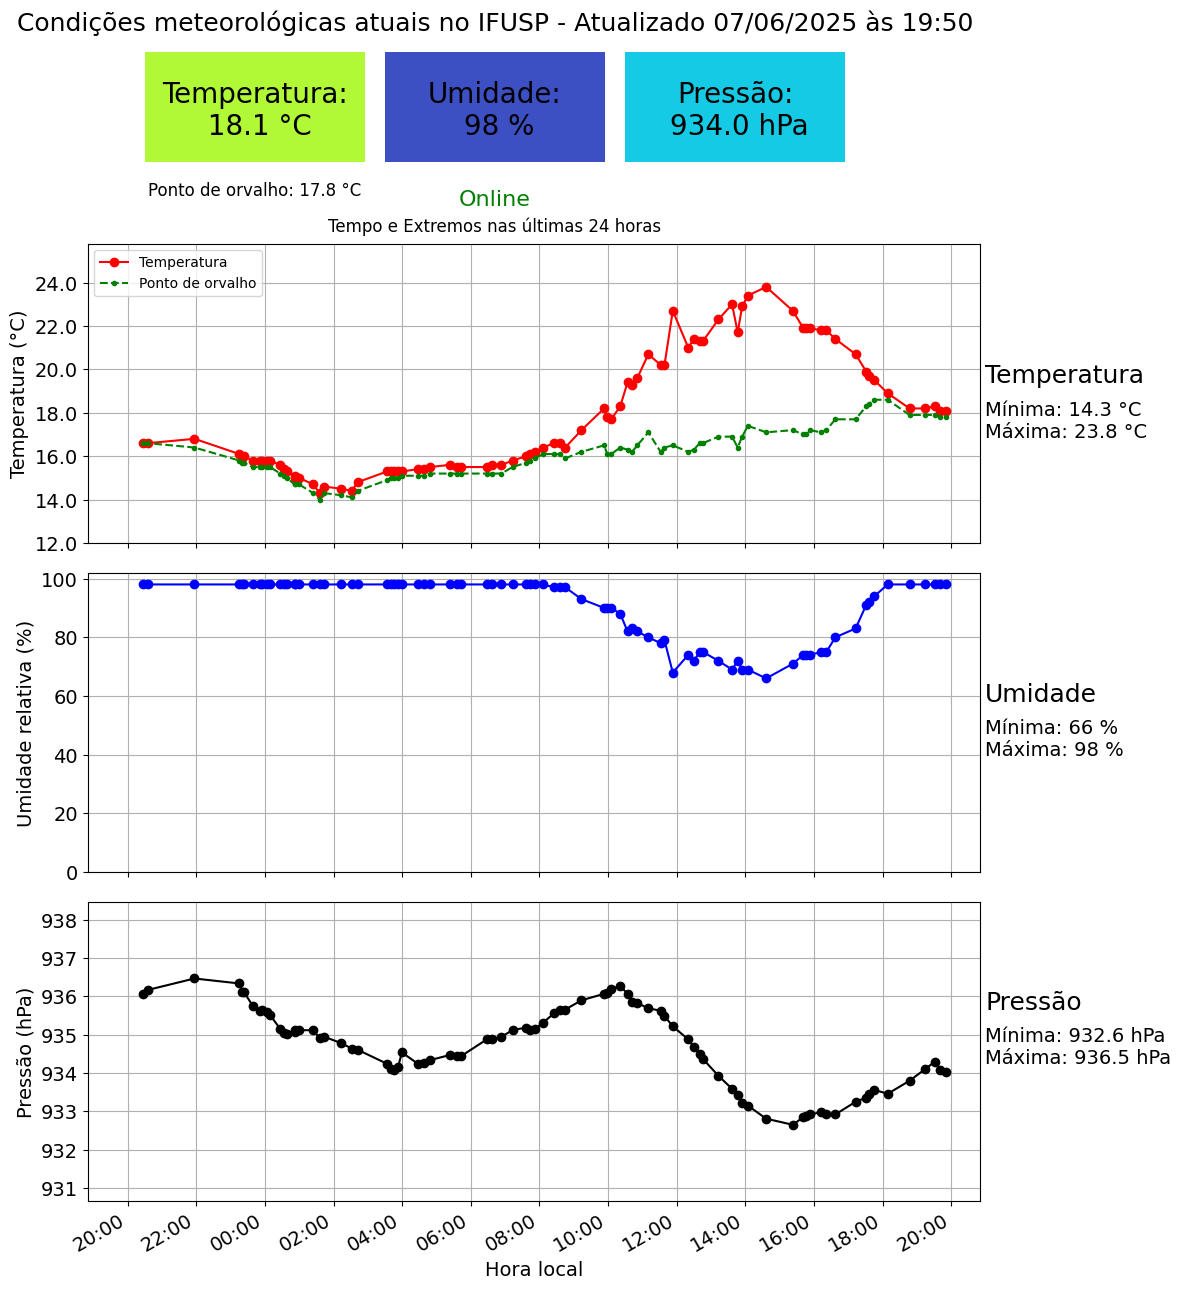 Condições meteorológicas atuais no IFUSP - Atualizado 07/06/2025 às 19:50
Temperatura:
18.1 °C
Umidade:
98 %
Pressão:
934.0 hPa
Ponto de orvalho: 17.8 °C
Online
Tempo e Extremos nas últimas 24 horas
Temperatura
Ponto de orvalho
Temperatura (°C)
24.0
22.0
20.0
18.0
16.0
14.0
12.0
Temperatura
Mínima: 14.3 °C
Máxima: 23.8 °C
Umidade relativa (%)
100
80
60
40
20
0
Umidade
Mínima: 66 %
Máxima: 98 %
Pressão (hPa)
938
937
936
935
934
933
932
931
Pressão
Mínima: 932.6 hPa
Máxima: 936.5 hPa
20:00
22:00
00:00
02:00
04:00
06:00
08:00
10:00
12:00
14:00
16:00
18:00
20:00
Hora local